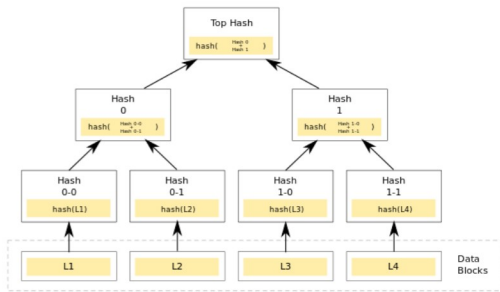 Top Hash
hash( Hash 0 + Hash 1 )
Hash
0
hash( Hash 0-0 + Hash 0-1 )
Hash
1
hash( Hash 1-0 + Hash 1-1 )
Hash
0-0
hash(L1)
Hash
0-1
hash(L2)
Hash
1-0
hash(L3)
Hash
1-1
hash(L4)
L1
L2
L3
L4
Data
Blocks